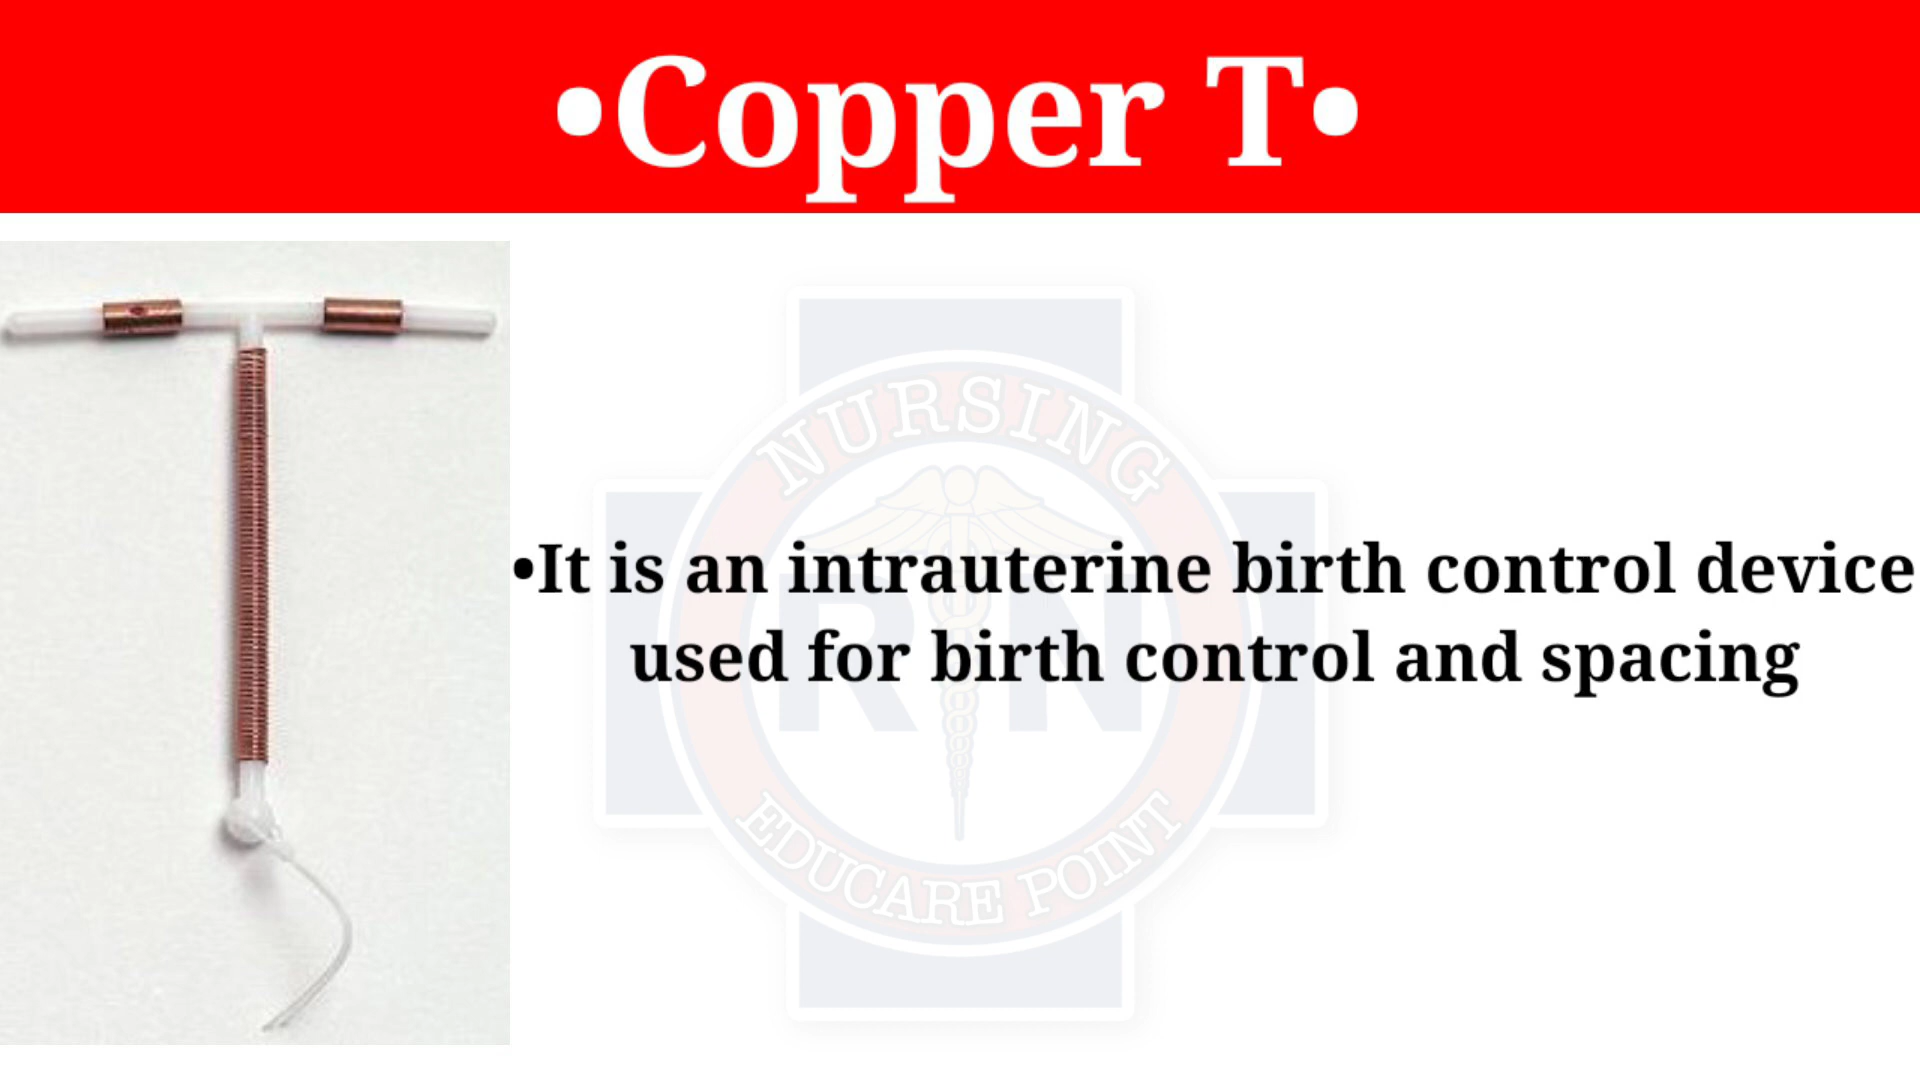 •Copper T•
NURSING
•It is an intrauterine birth control device
used for birth control and spacing
R N
EDUCARE POINT